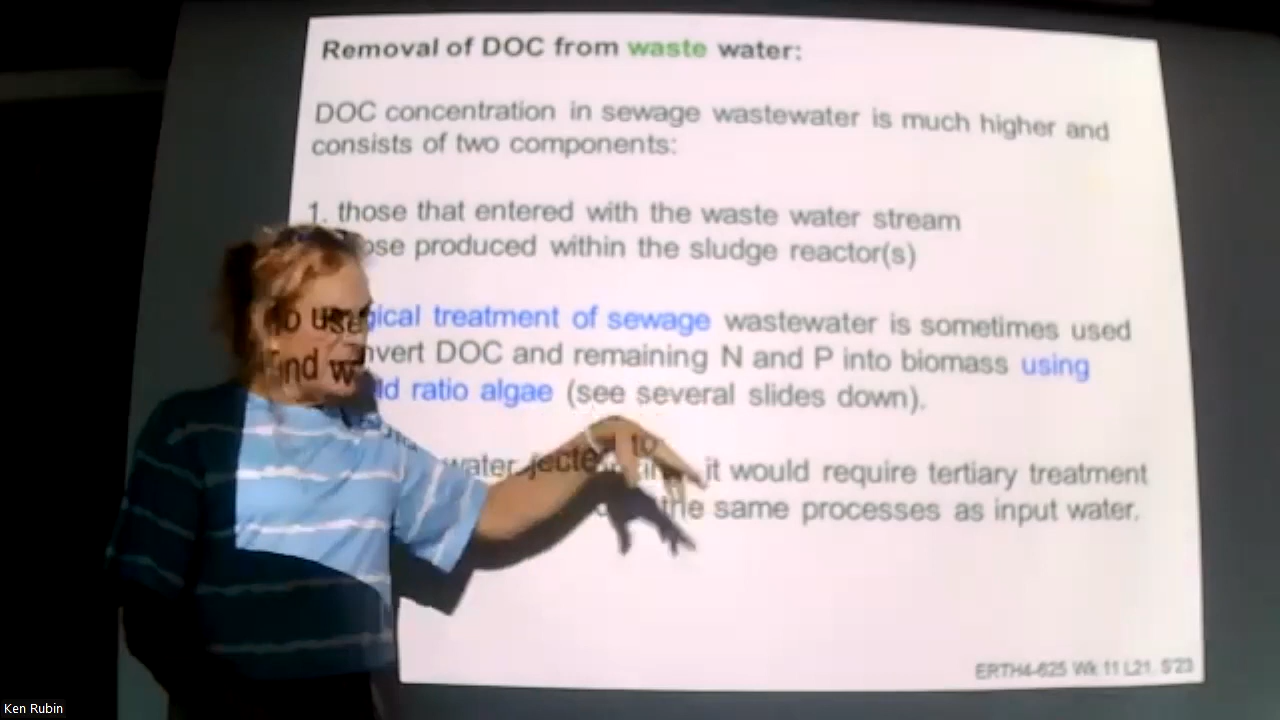 Removal of DOC from waste water:
DOC concentration in sewage wastewater is much higher and
consists of two components:
1. those that entered with the waste water stream
produced within the sludge reactor(s)
treatment of sewage wastewater is sometimes used
DOC and remaining N and P into biomass using
ratio algae (see several slides down).
water it would require tertiary treatment
the same processes as input water.
ERTH4-625 Wk 11 L21, S'23
Ken Rubin